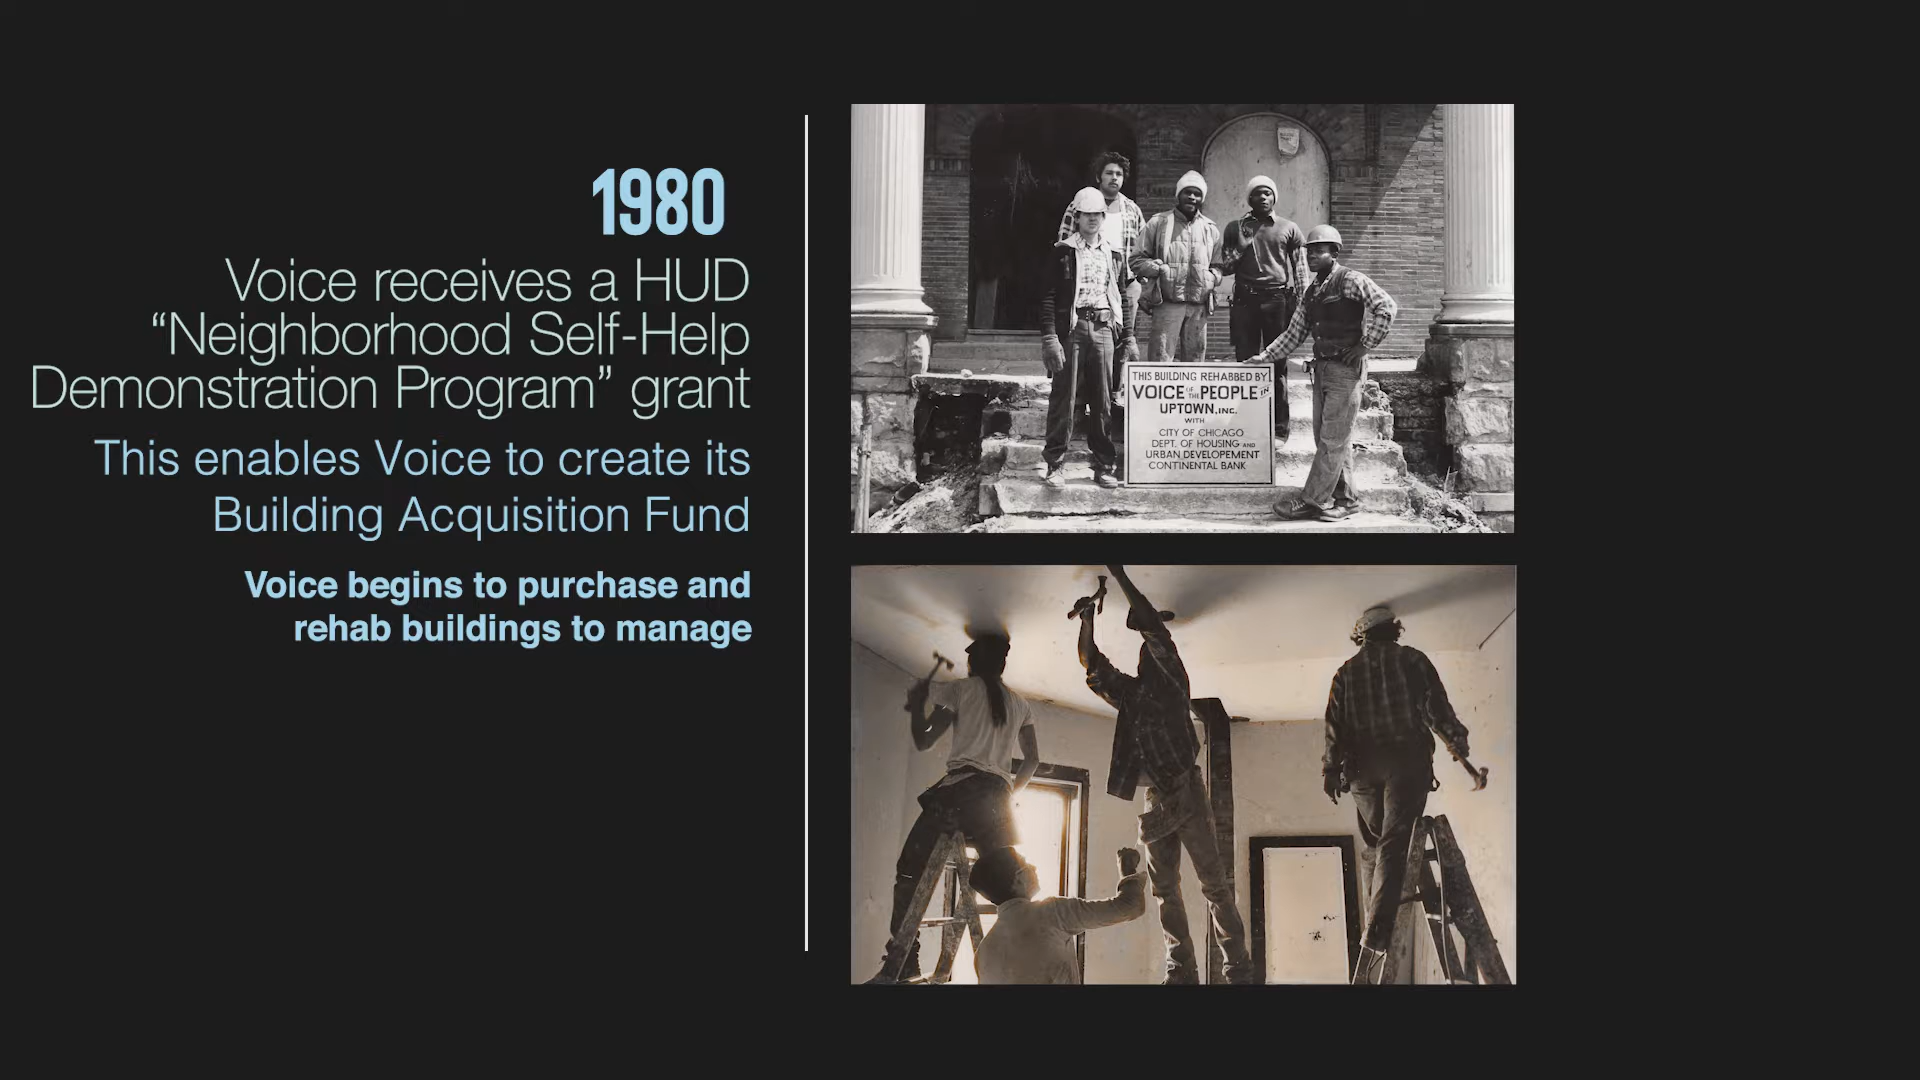 1980
Voice receives a HUD
“Neighborhood Self-Help
Demonstration Program” grant
This enables Voice to create its
Building Acquisition Fund
Voice begins to purchase and
rehab buildings to manage
THIS BUILDING REHABBED BY
VOICE OF THE PEOPLE IN
UPTOWN, INC.
WITH
CITY OF CHICAGO
DEPT. OF HOUSING AND
URBAN DEVELOPEMENT
CONTINENTAL BANK